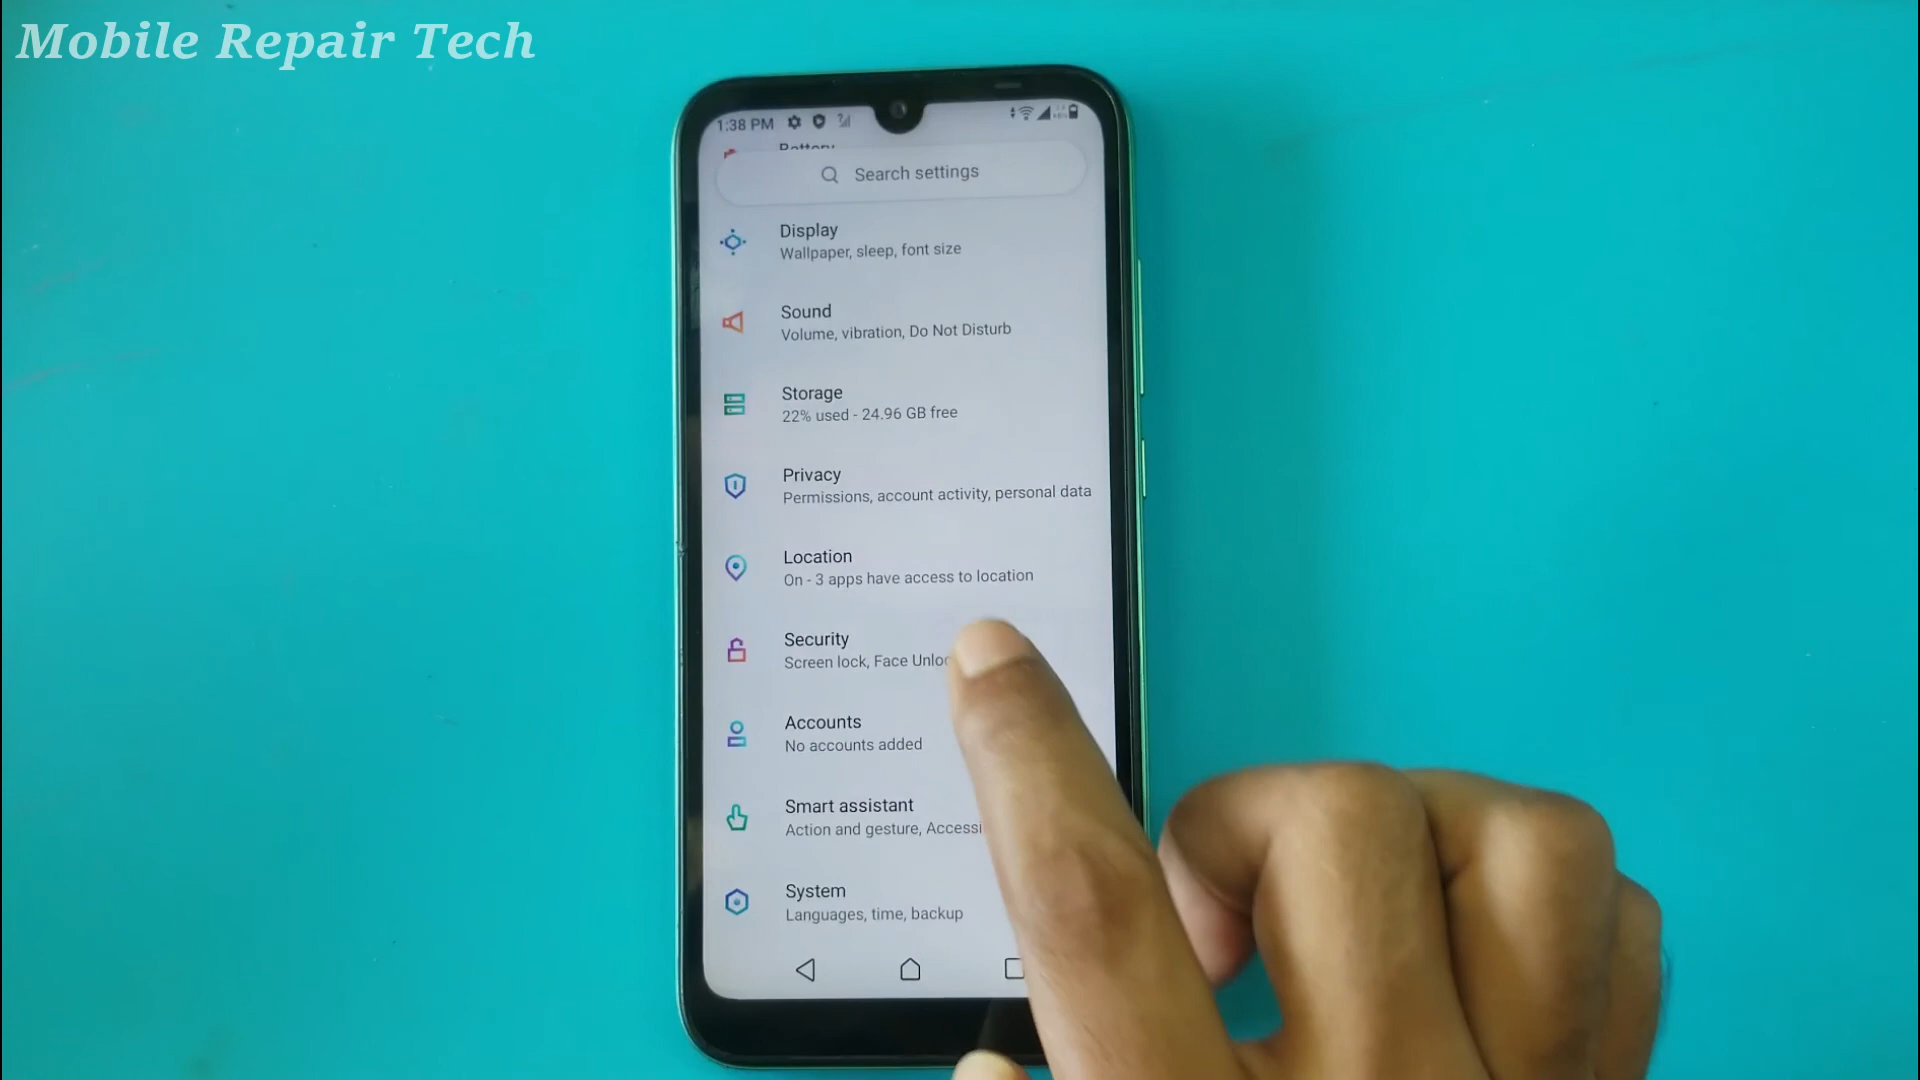 Mobile Repair Tech
1:38 PM
Battery
Search settings
Display
Wallpaper, sleep, font size
Sound
Volume, vibration, Do Not Disturb
Storage
22% used - 24.96 GB free
Privacy
Permissions, account activity, personal data
Location
On - 3 apps have access to location
Security
Screen lock, Face Unloc
Accounts
No accounts added
Smart assistant
Action and gesture, Accessi
System
Languages, time, backup